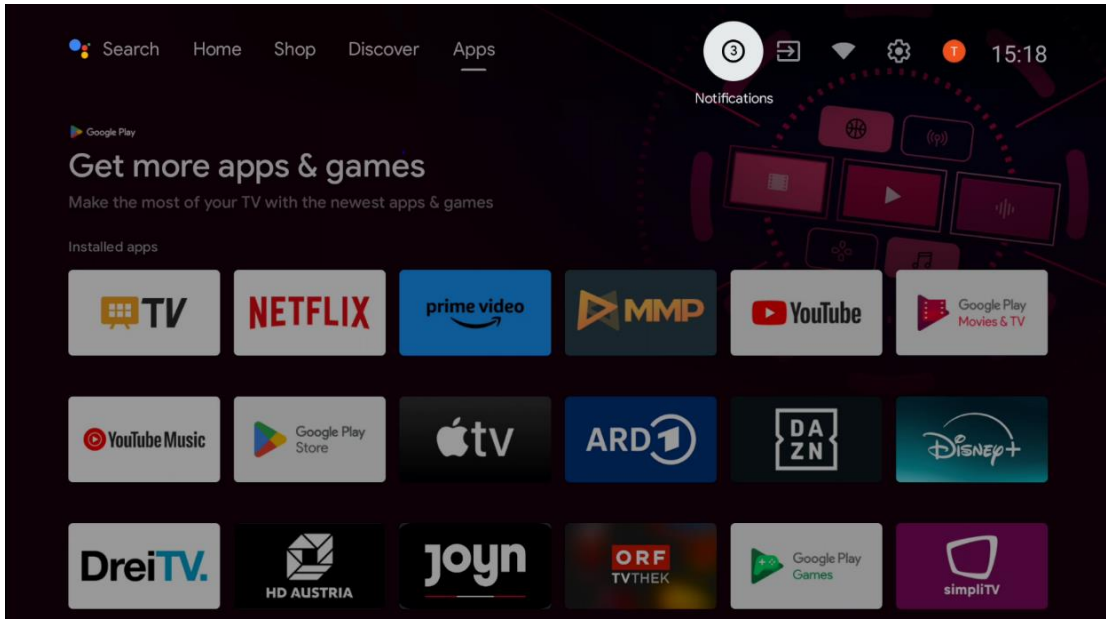 Search Home Shop Discover Apps 3 T 15:18
Notifications
Google Play
Get more apps & games
Make the most of your TV with the newest apps & games
Installed apps
TV NETFLIX prime video MMP YouTube Google Play Movies & TV
YouTube Music Google Play Store tv ARD 1 DAZN Disney+
DreiTV. HD AUSTRIA JOYN ORF TVTHEK Google Play Games simpliTV